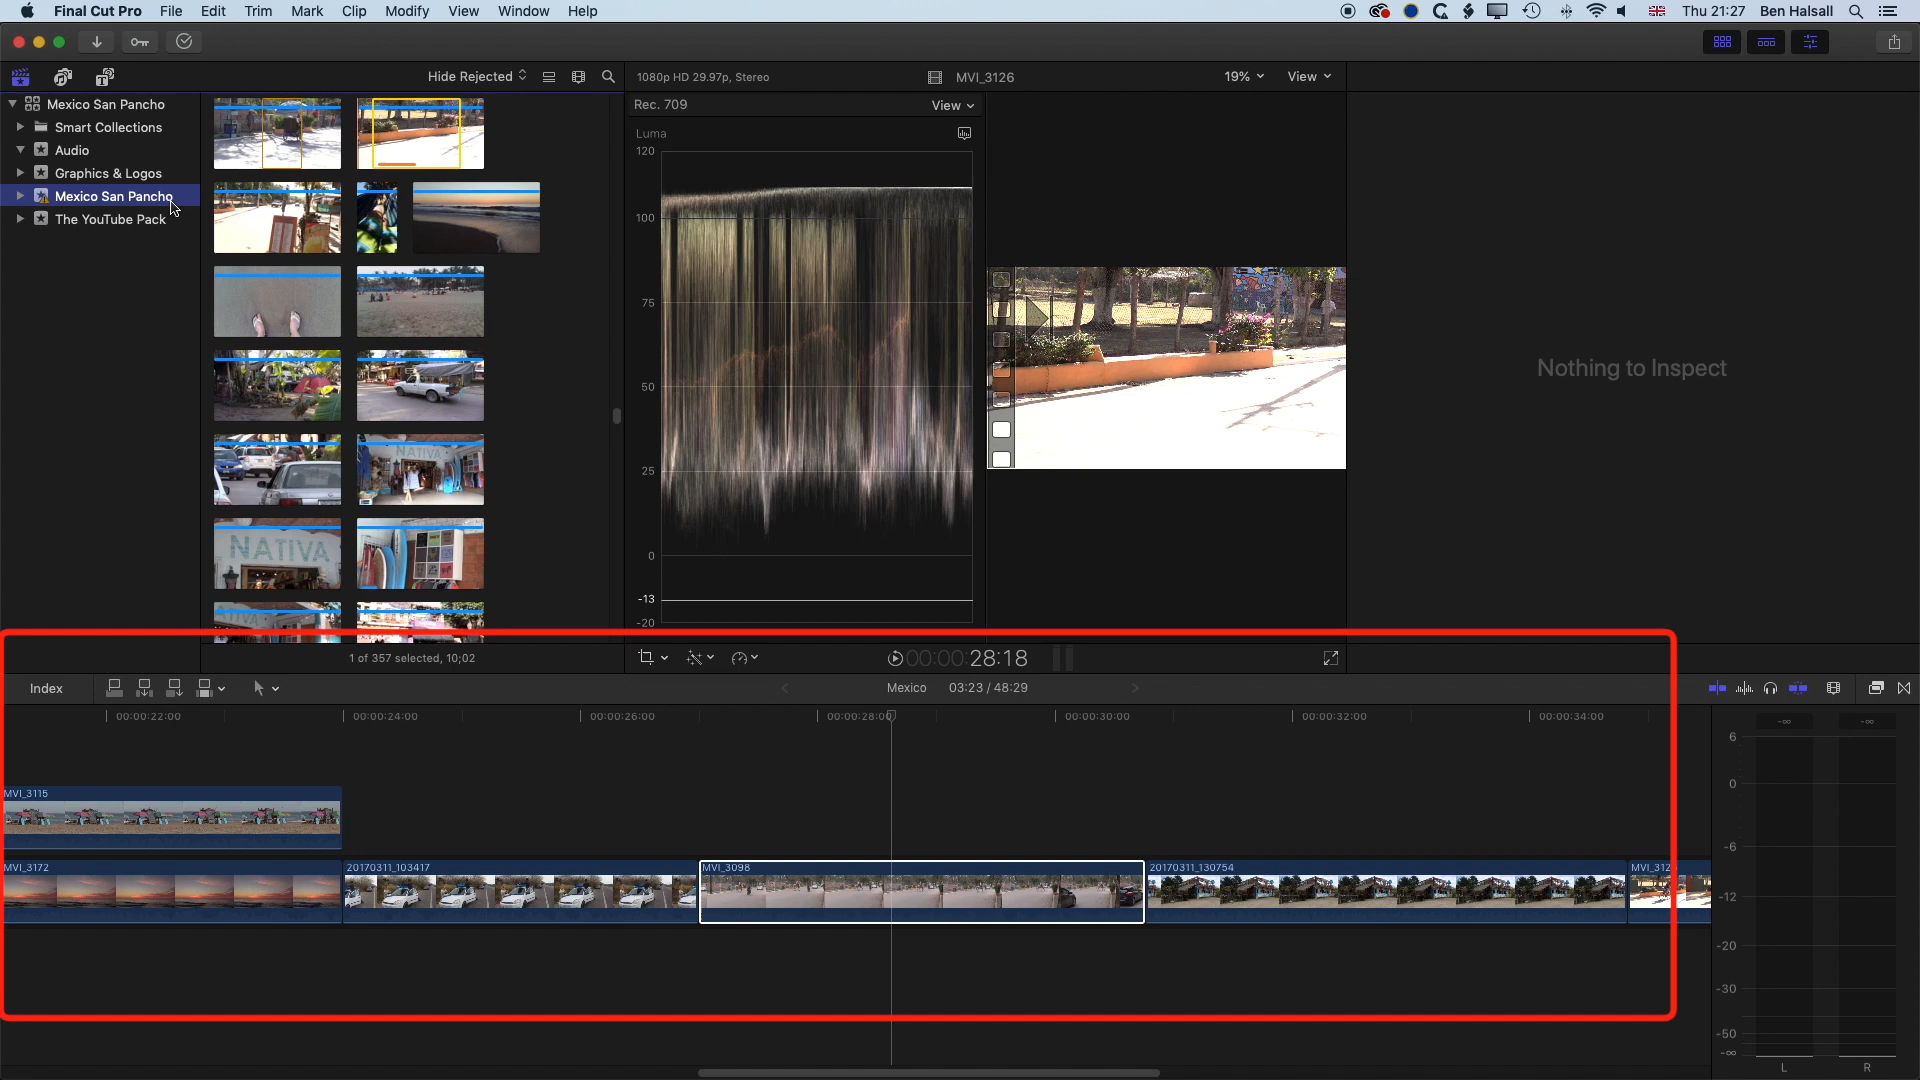 Final Cut Pro File Edit Trim Mark Clip Modify View Window Help Thu 21:27 Ben Halsall
Hide Rejected 1080p HD 29.97p, Stereo MVI_3126 19% View
Mexico San Pancho
Smart Collections
Audio
Graphics & Logos
Mexico San Pancho
The YouTube Pack
NATIVA
NATIVA
Rec. 709 View
Luma
120
100
75
50
25
0
-13
-20
Nothing to Inspect
1 of 357 selected, 10;02
00:00:28:18
Index Mexico 03:23 / 48:29
00:00:22:00 00:00:24:00 00:00:26:00 00:00:28:00 00:00:30:00 00:00:32:00 00:00:34:00
MVI_3115
MVI_3172 20170311_103417 MVI_3098 20170311_130754
-∞ -∞
6
0
-6
-12
-20
-30
-50
-∞
L R